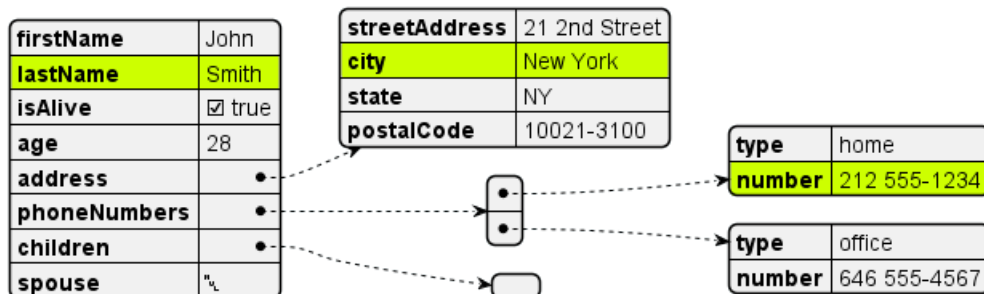 firstName John
lastName Smith
isAlive ☑ true
age 28
address
phoneNumbers
children
spouse ␀
streetAddress 21 2nd Street
city New York
state NY
postalCode 10021-3100
type home
number 212 555-1234
type office
number 646 555-4567